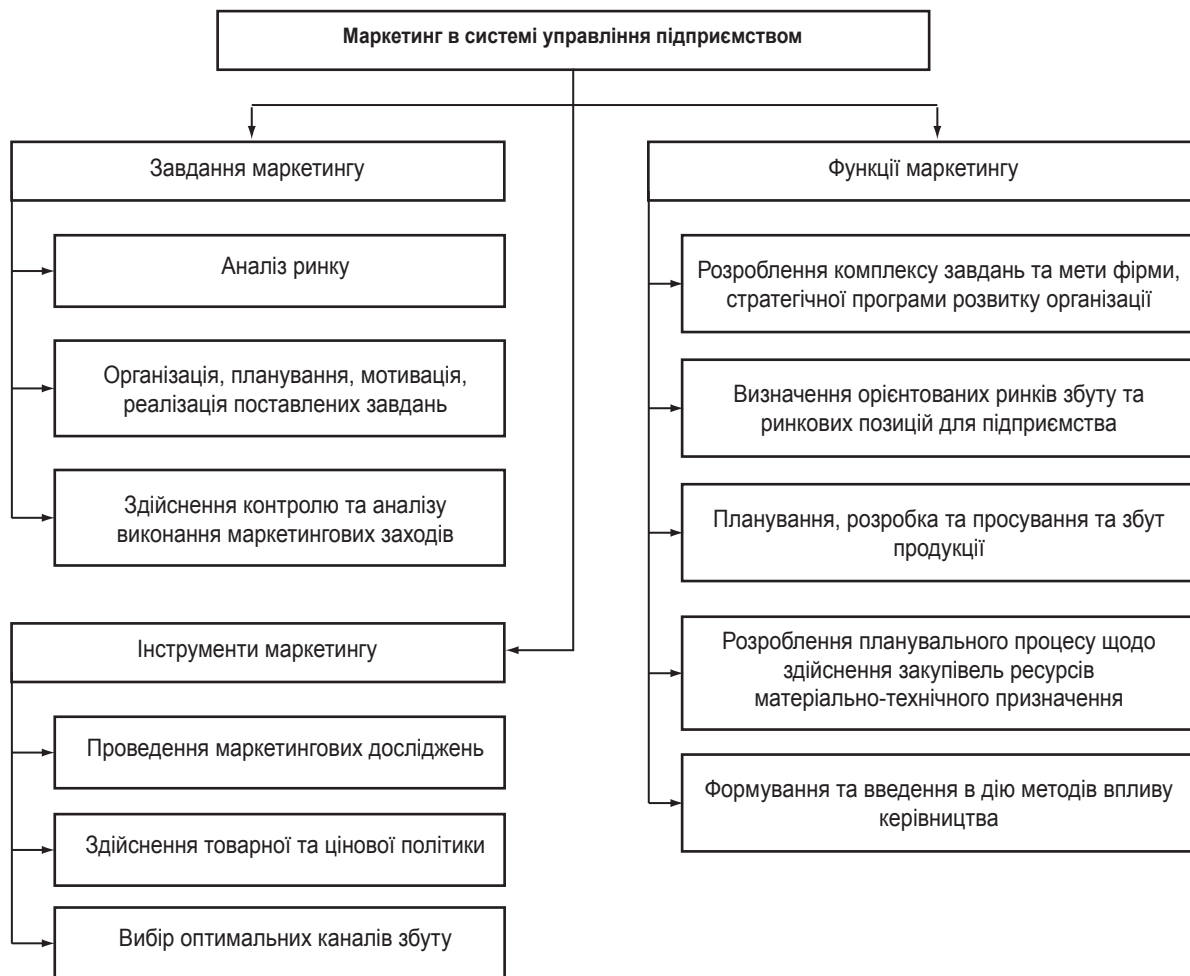 Маркетинг в системі управління підприємством
Завдання маркетингу
Аналіз ринку
Організація, планування, мотивація,
реалізація поставлених завдань
Здійснення контролю та аналізу
виконання маркетингових заходів
Інструменти маркетингу
Проведення маркетингових досліджень
Здійснення товарної та цінової політики
Вибір оптимальних каналів збуту
Функції маркетингу
Розроблення комплексу завдань та мети фірми,
стратегічної програми розвитку організації
Визначення орієнтованих ринків збуту та
ринкових позицій для підприємства
Планування, розробка та просування та збут
продукції
Розроблення планувального процесу щодо
здійснення закупівель ресурсів
матеріально-технічного призначення
Формування та введення в дію методів впливу
керівництва